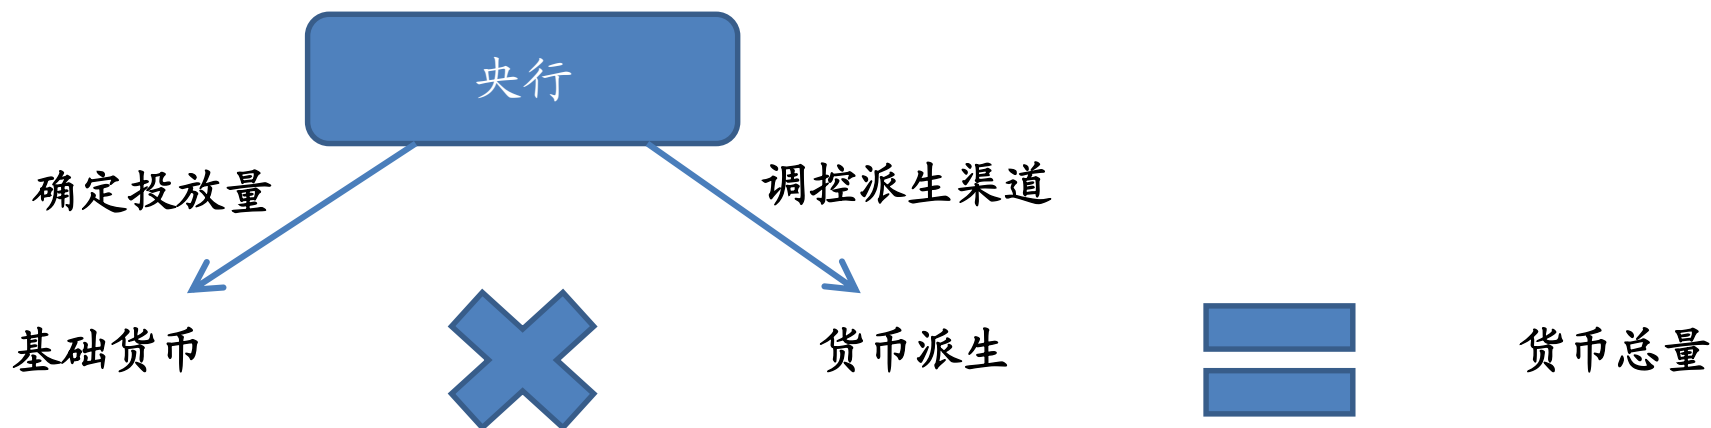 央行
确定投放量
调控派生渠道
基础货币
货币派生
货币总量